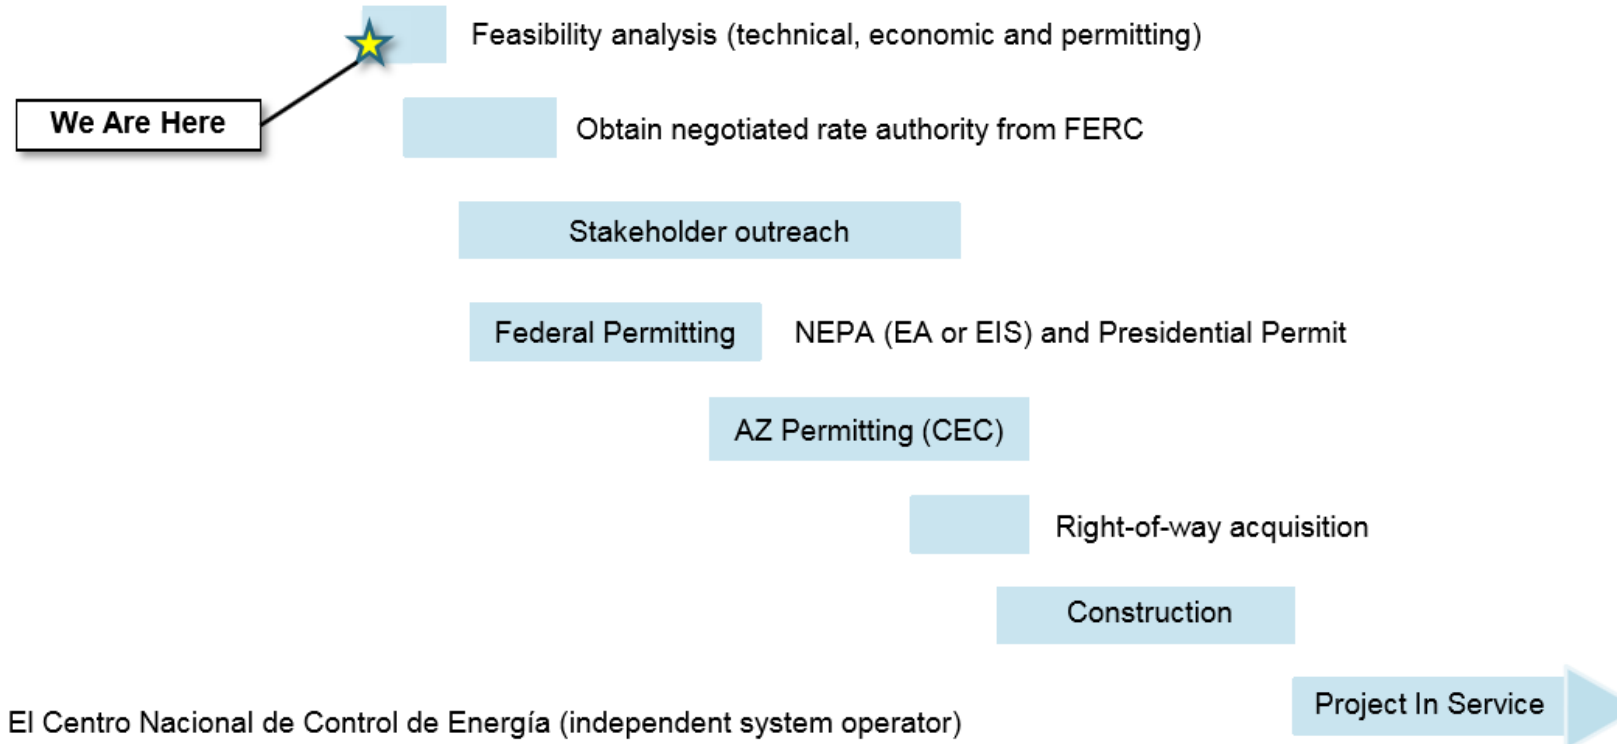 Feasibility analysis (technical, economic and permitting)
We Are Here
Obtain negotiated rate authority from FERC
Stakeholder outreach
Federal Permitting
NEPA (EA or EIS) and Presidential Permit
AZ Permitting (CEC)
Right-of-way acquisition
Construction
Project In Service
El Centro Nacional de Control de Energía (independent system operator)